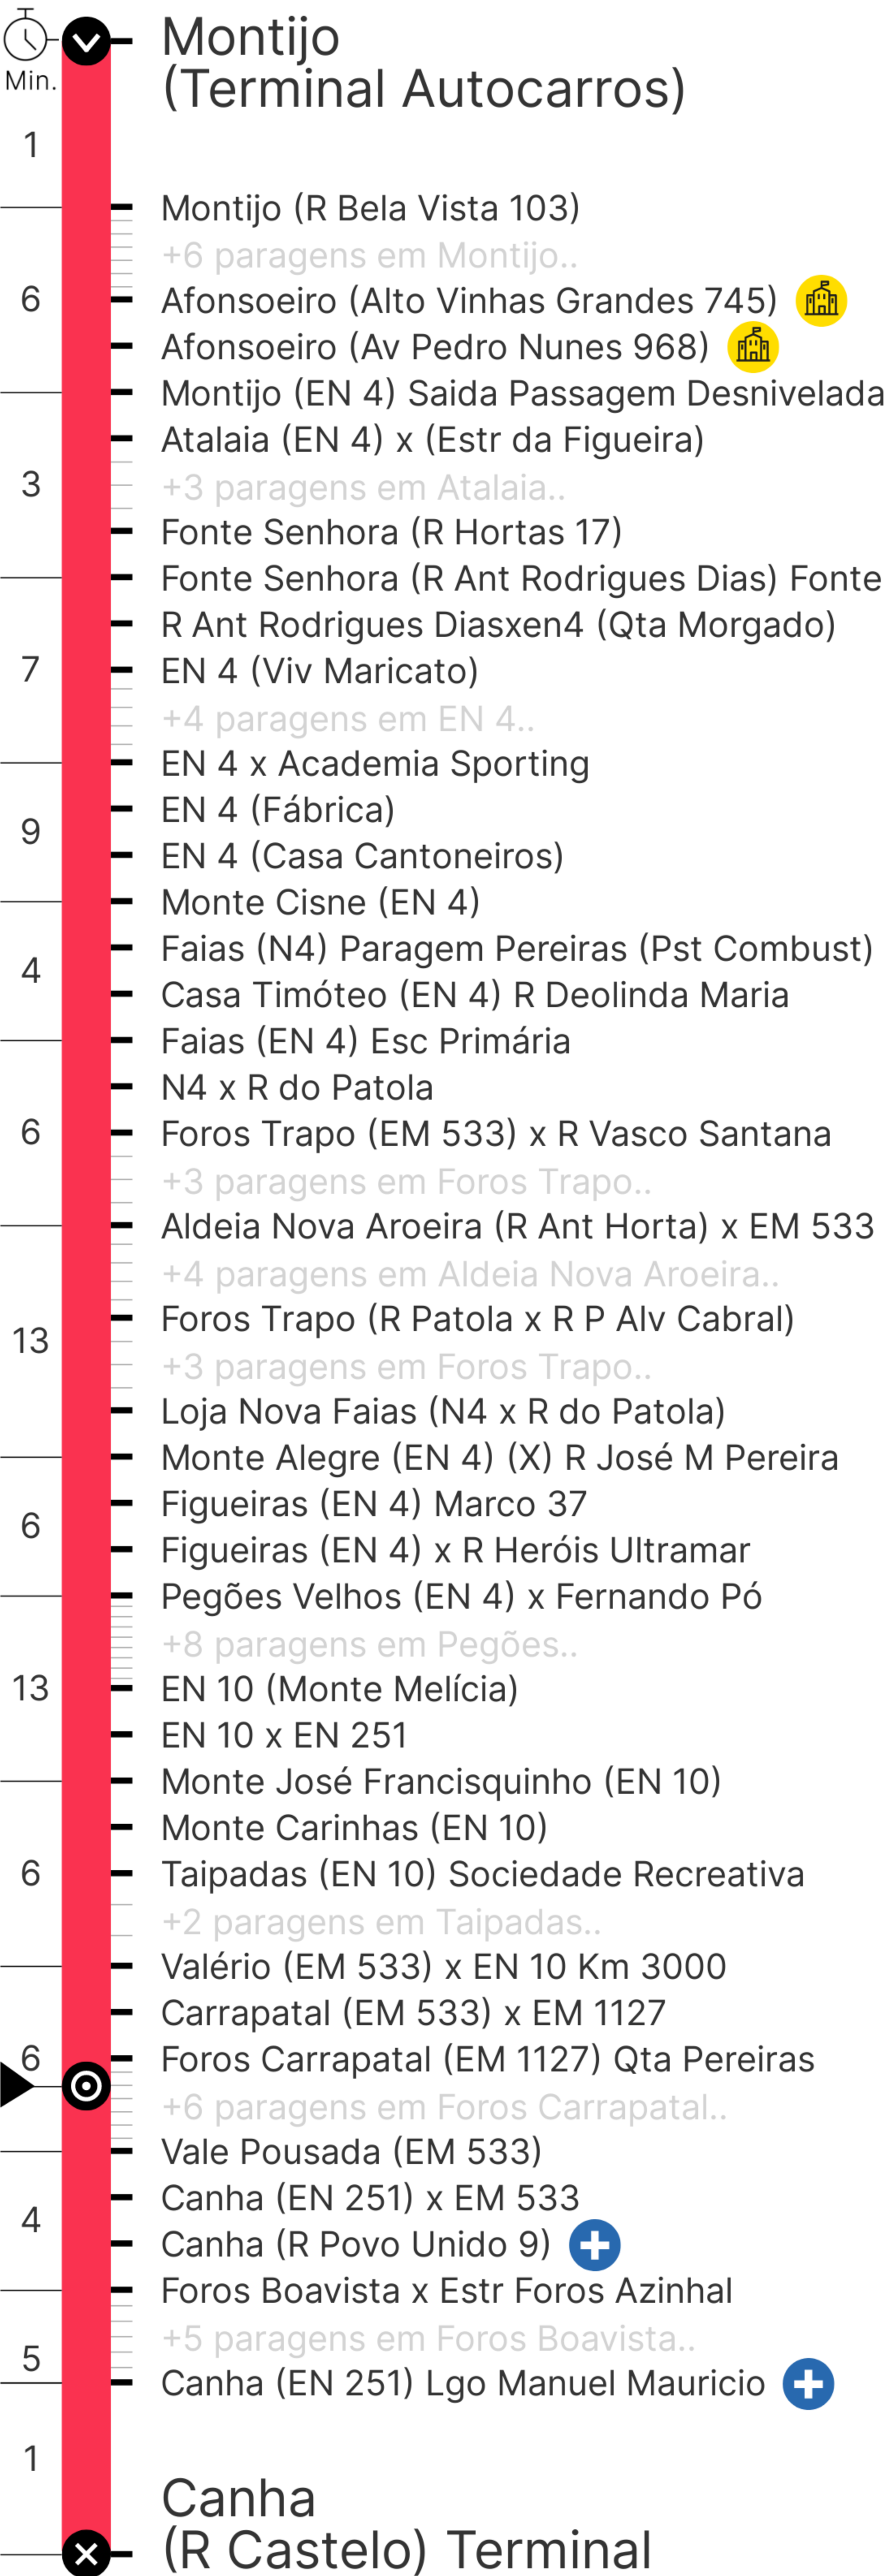 Montijo
(Terminal Autocarros)
Min.
1
Montijo (R Bela Vista 103)
+6 paragens em Montijo..
6
Afonsoeiro (Alto Vinhas Grandes 745)
Afonsoeiro (Av Pedro Nunes 968)
Montijo (EN 4) Saida Passagem Desnivelada
Atalaia (EN 4) x (Estr da Figueira)
3
+3 paragens em Atalaia..
Fonte Senhora (R Hortas 17)
Fonte Senhora (R Ant Rodrigues Dias) Fonte
R Ant Rodrigues Diasxen4 (Qta Morgado)
7
EN 4 (Viv Maricato)
+4 paragens em EN 4..
EN 4 x Academia Sporting
EN 4 (Fábrica)
9
EN 4 (Casa Cantoneiros)
Monte Cisne (EN 4)
Faias (N4) Paragem Pereiras (Pst Combust)
4
Casa Timóteo (EN 4) R Deolinda Maria
Faias (EN 4) Esc Primária
N4 x R do Patola
6
Foros Trapo (EM 533) x R Vasco Santana
+3 paragens em Foros Trapo..
Aldeia Nova Aroeira (R Ant Horta) x EM 533
+4 paragens em Aldeia Nova Aroeira..
Foros Trapo (R Patola x R P Alv Cabral)
13
+3 paragens em Foros Trapo..
Loja Nova Faias (N4 x R do Patola)
Monte Alegre (EN 4) (X) R José M Pereira
Figueiras (EN 4) Marco 37
6
Figueiras (EN 4) x R Heróis Ultramar
Pegões Velhos (EN 4) x Fernando Pó
+8 paragens em Pegões..
13
EN 10 (Monte Melícia)
EN 10 x EN 251
Monte José Francisquinho (EN 10)
Monte Carinhas (EN 10)
6
Taipadas (EN 10) Sociedade Recreativa
+2 paragens em Taipadas..
Valério (EM 533) x EN 10 Km 3000
Carrapatal (EM 533) x EM 1127
6
Foros Carrapatal (EM 1127) Qta Pereiras
+6 paragens em Foros Carrapatal..
Vale Pousada (EM 533)
Canha (EN 251) x EM 533
4
Canha (R Povo Unido 9)
Foros Boavista x Estr Foros Azinhal
+5 paragens em Foros Boavista..
5
Canha (EN 251) Lgo Manuel Mauricio
1
Canha
(R Castelo) Terminal